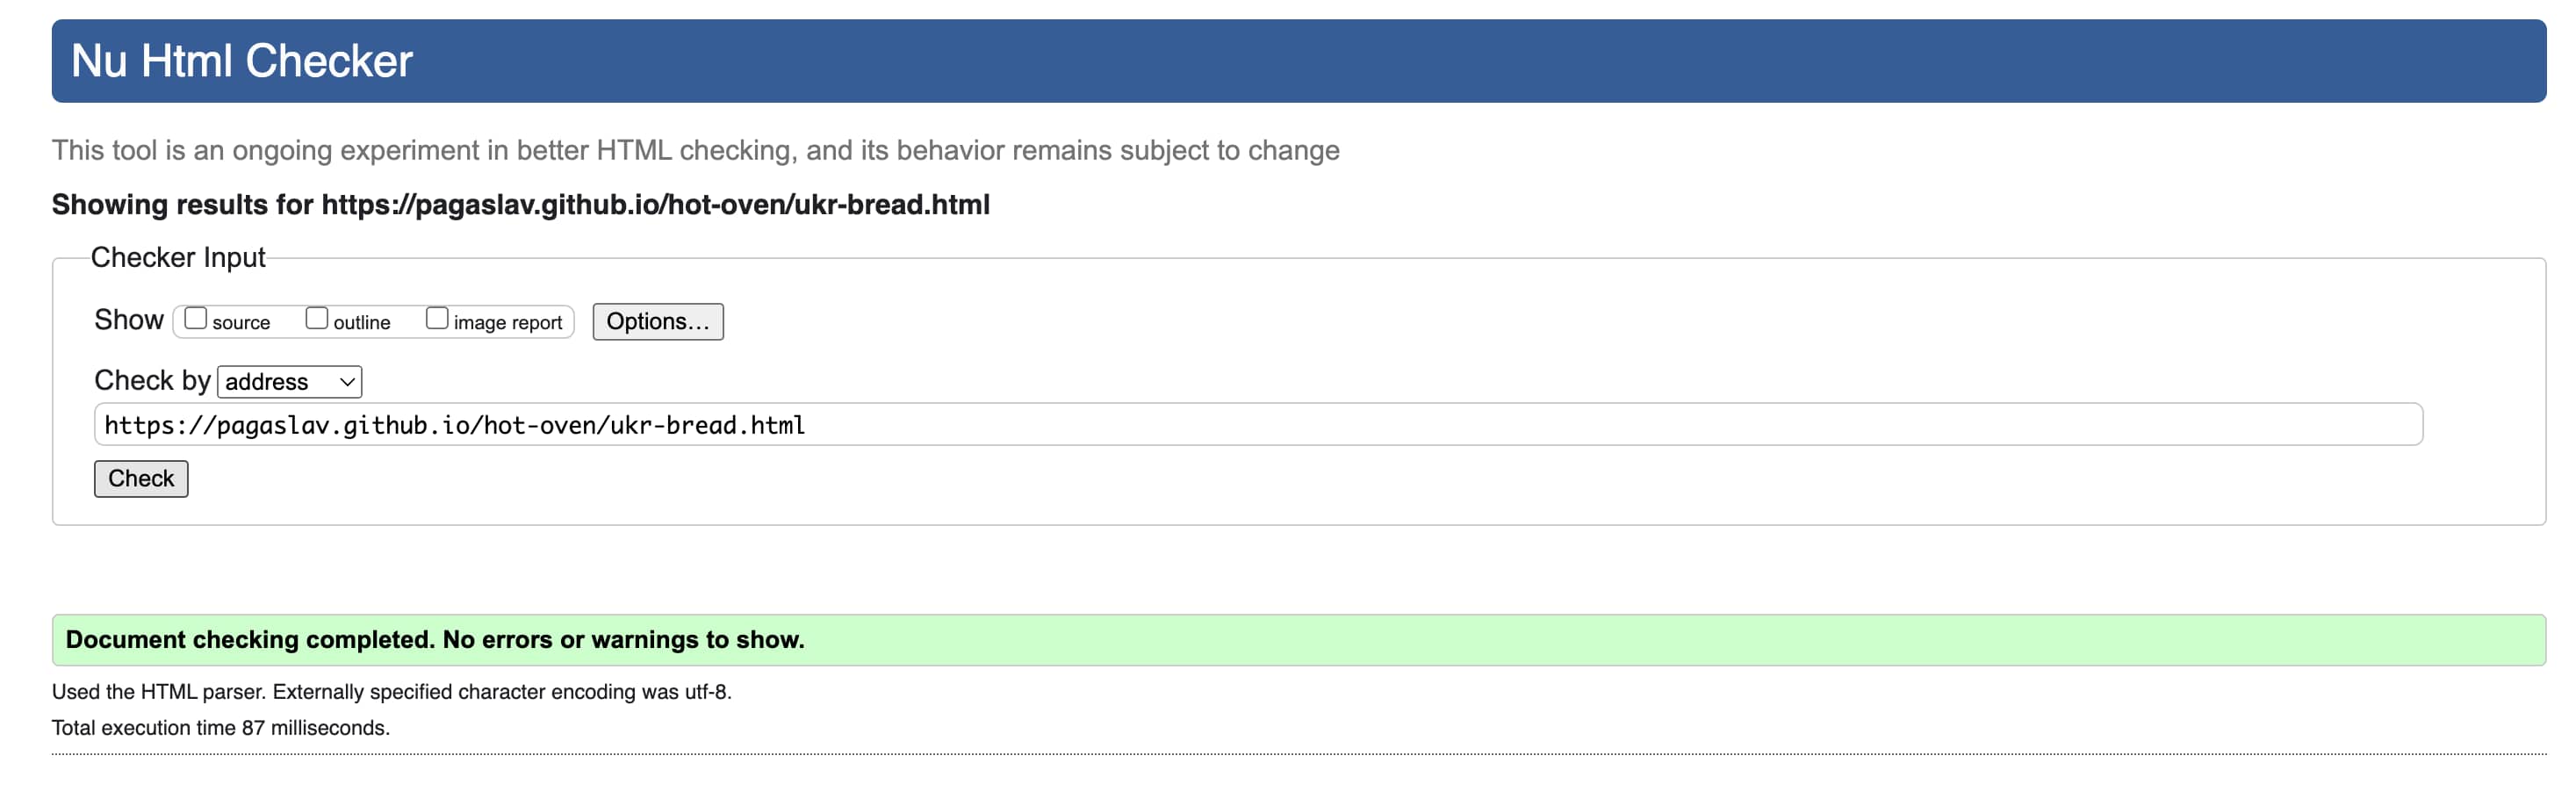 Nu Html Checker
This tool is an ongoing experiment in better HTML checking, and its behavior remains subject to change
Showing results for https://pagaslav.github.io/hot-oven/ukr-bread.html
Checker Input
Show source outline image report Options...
Check by address
https://pagaslav.github.io/hot-oven/ukr-bread.html
Check
Document checking completed. No errors or warnings to show.
Used the HTML parser. Externally specified character encoding was utf-8.
Total execution time 87 milliseconds.